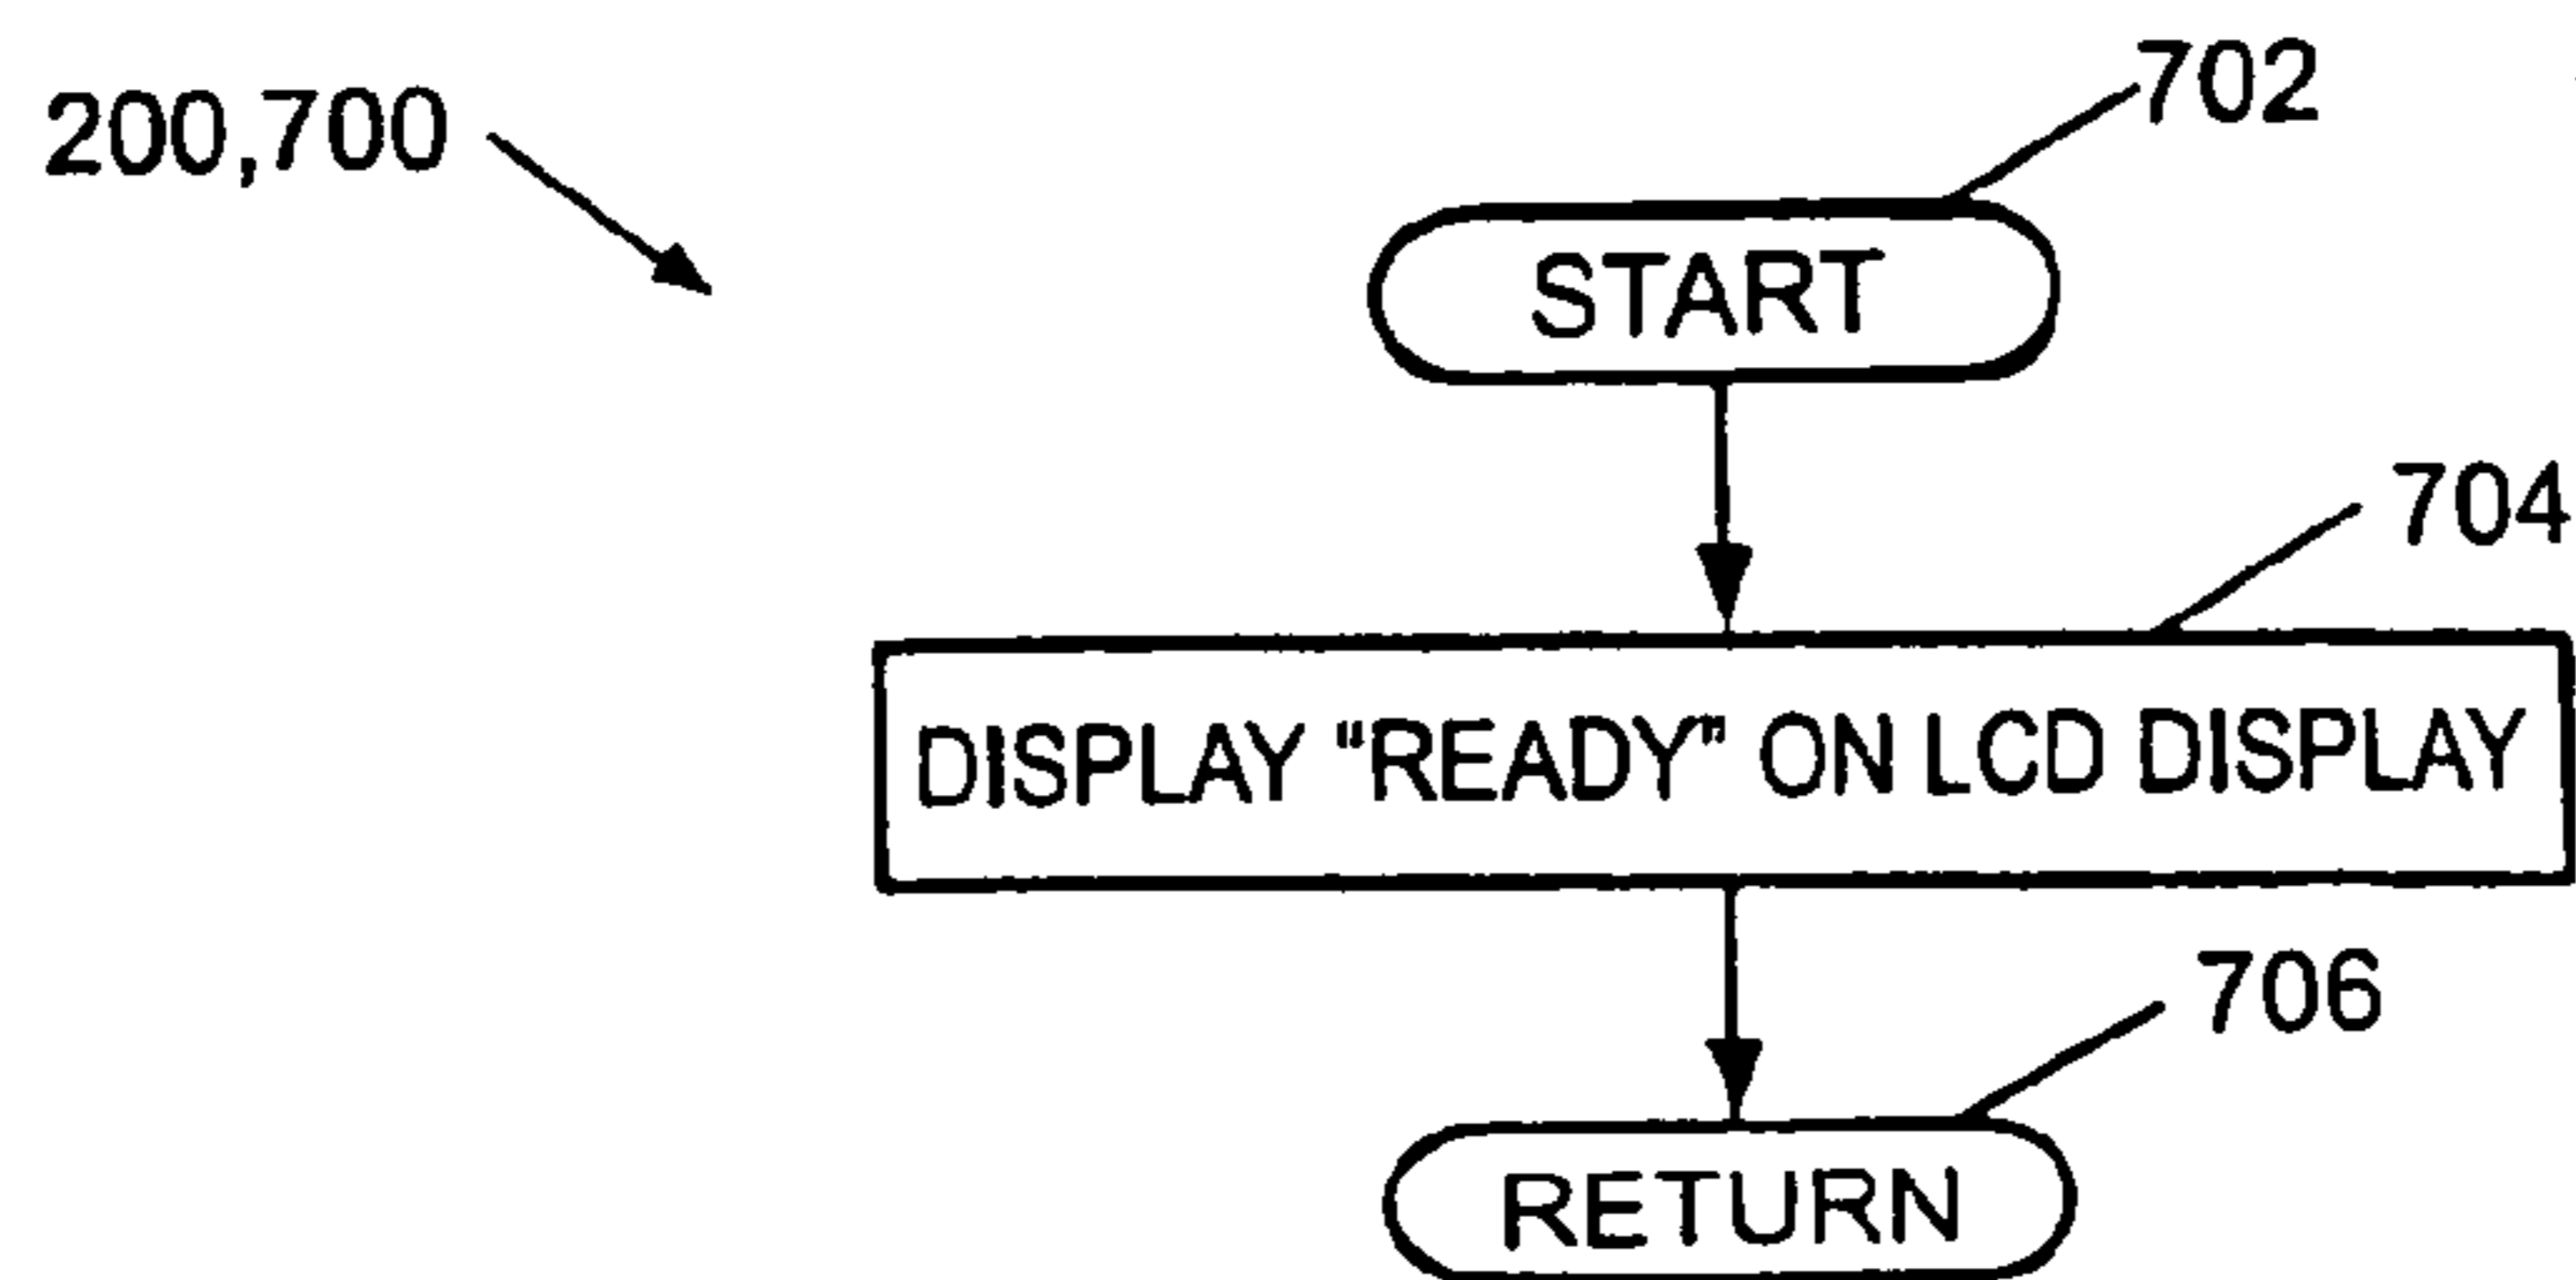 200,700
702
START
704
DISPLAY "READY" ON LCD DISPLAY
706
RETURN